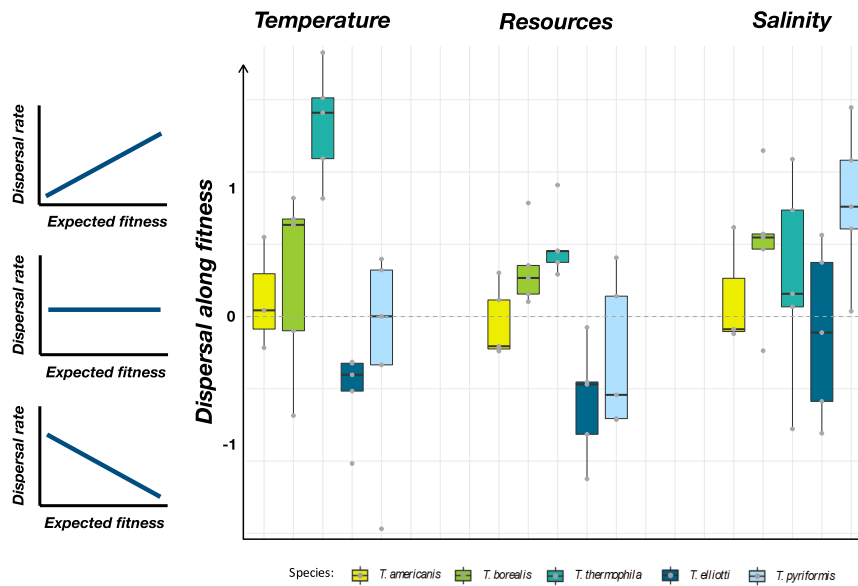 Temperature Resources Salinity
Dispersal rate
Expected fitness
Dispersal rate
Expected fitness
Dispersal rate
Expected fitness
Dispersal along fitness
1
0
-1
Species: T. americanis T. borealis T. thermophila T. elliotti T. pyriformis